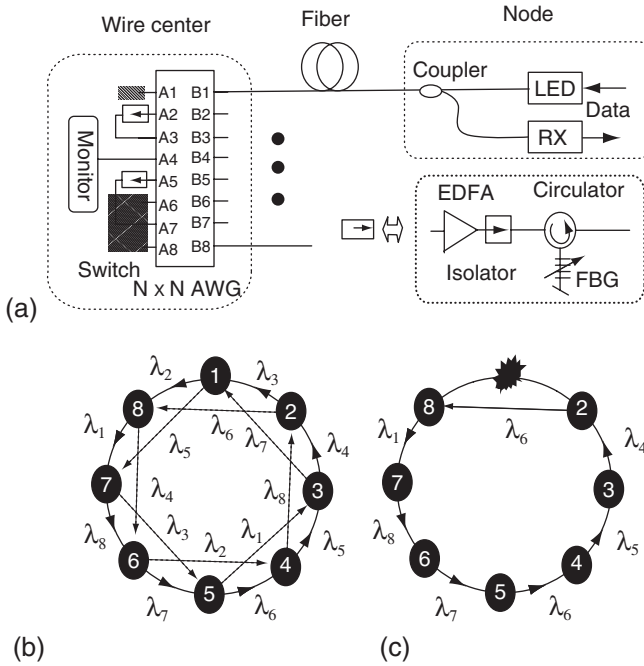 Wire center
Fiber
Node
Monitor
A1 B1
A2 B2
A3 B3
A4 B4
A5 B5
A6 B6
A7 B7
A8 B8
Switch
N x N AWG
Coupler
LED
Data
RX
EDFA
Circulator
Isolator
FBG
(a)
λ2 1 λ3
8 2
λ1 λ5 λ6 λ7 λ4
7 3
λ4 λ8
λ8 λ3 λ2 λ1 λ5
6 4
λ7 5 λ6
(b)
8 2
λ1 λ6 λ4
7 3
λ8 λ5
6 4
λ7 5 λ6
(c)